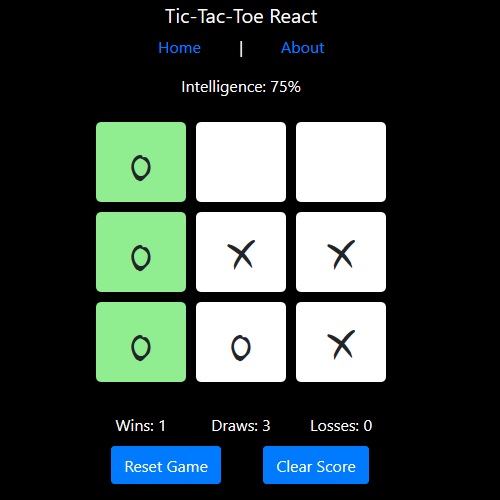 Tic-Tac-Toe React
Home | About
Intelligence: 75%
O
O X X
O O X
Wins: 1 Draws: 3 Losses: 0
Reset Game Clear Score